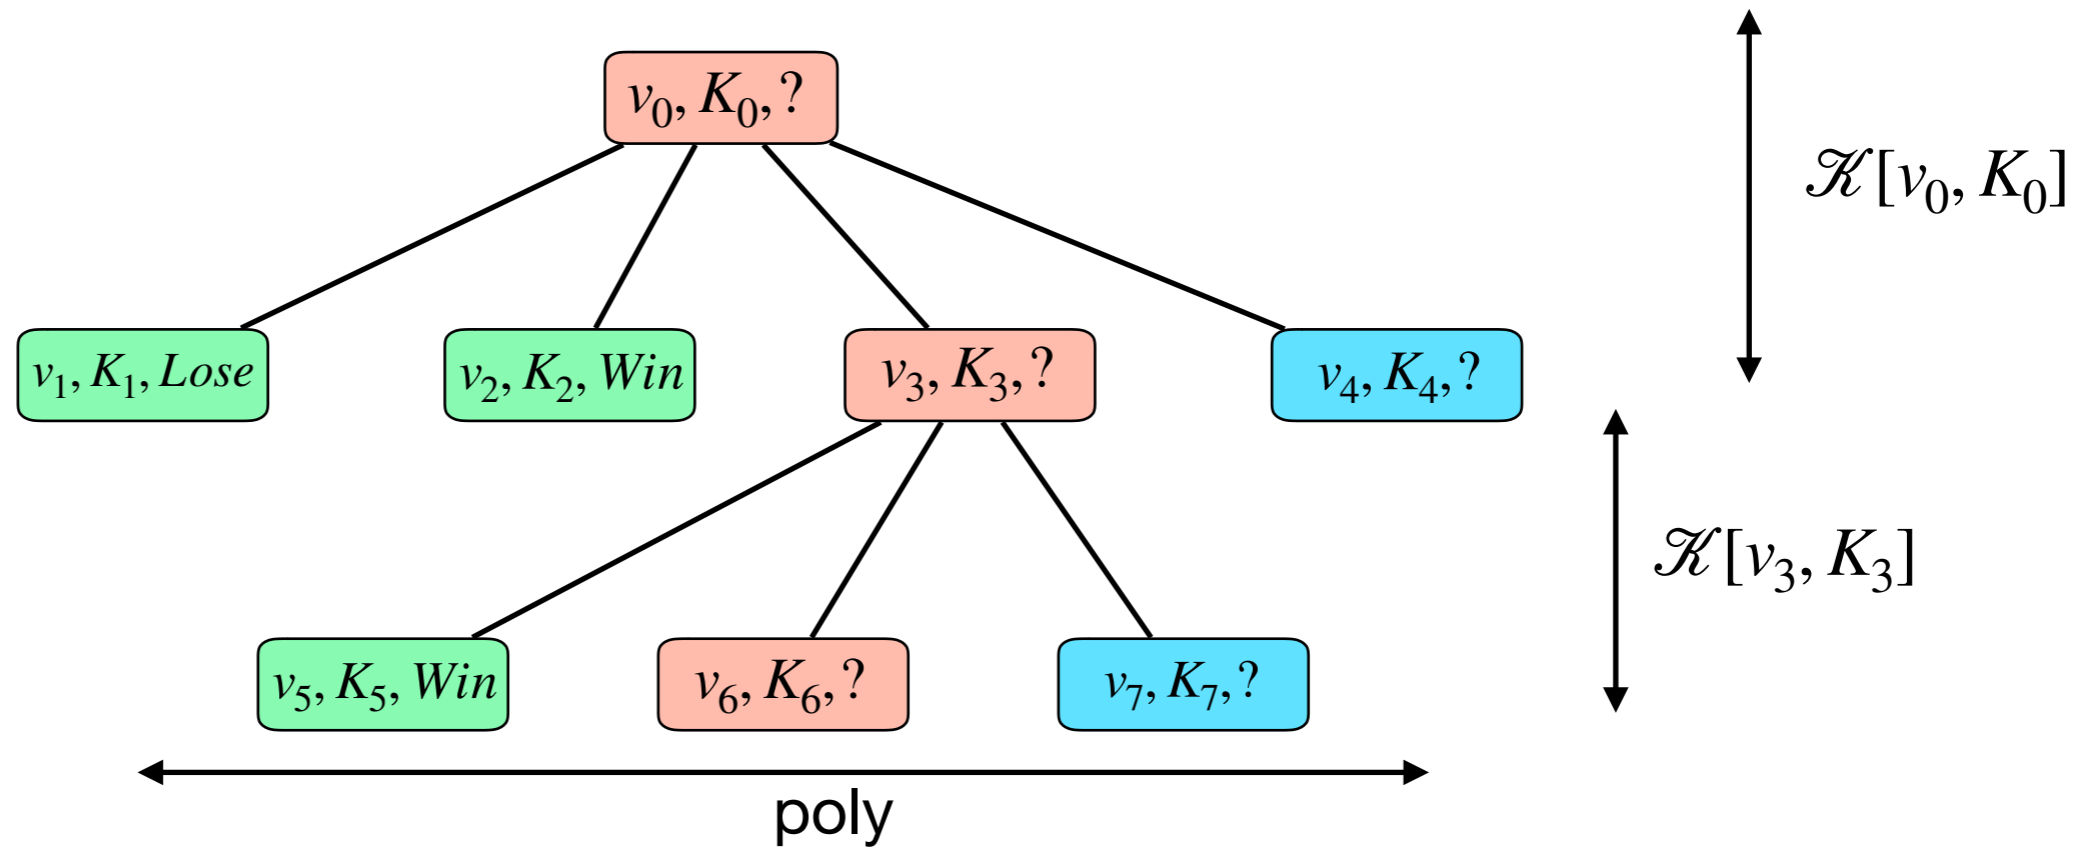 v₀, K₀, ?
𝒦[v₀, K₀]
v₁, K₁, Lose
v₂, K₂, Win
v₃, K₃, ?
v₄, K₄, ?
𝒦[v₃, K₃]
v₅, K₅, Win
v₆, K₆, ?
v₇, K₇, ?
poly